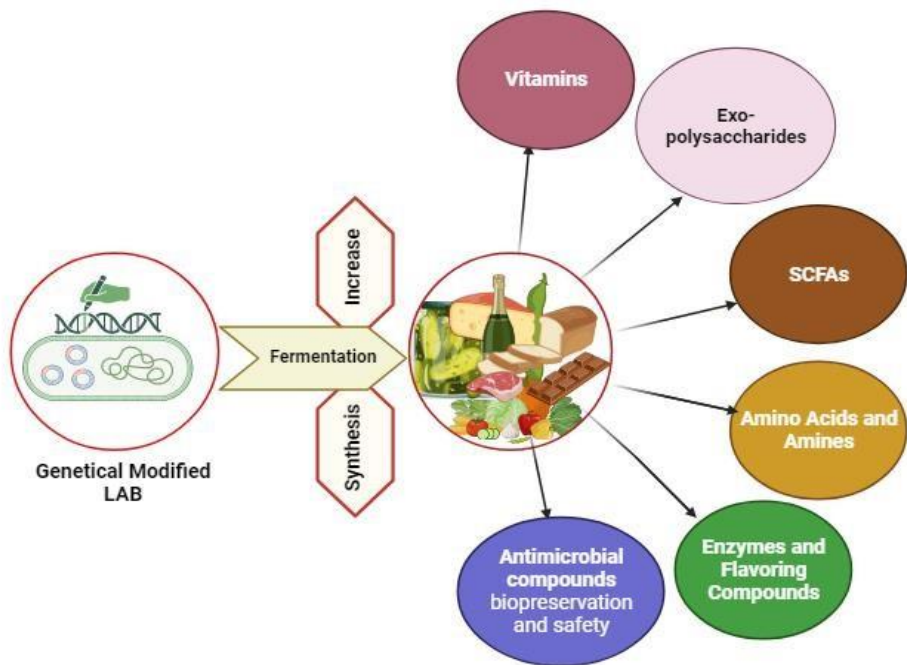 Vitamins
Exo-
polysaccharides
SCFAs
Increase
Fermentation
Synthesis
Genetical Modified
LAB
Amino Acids and
Amines
Enzymes and
Flavoring
Compounds
Antimicrobial
compounds
biopreservation
and safety